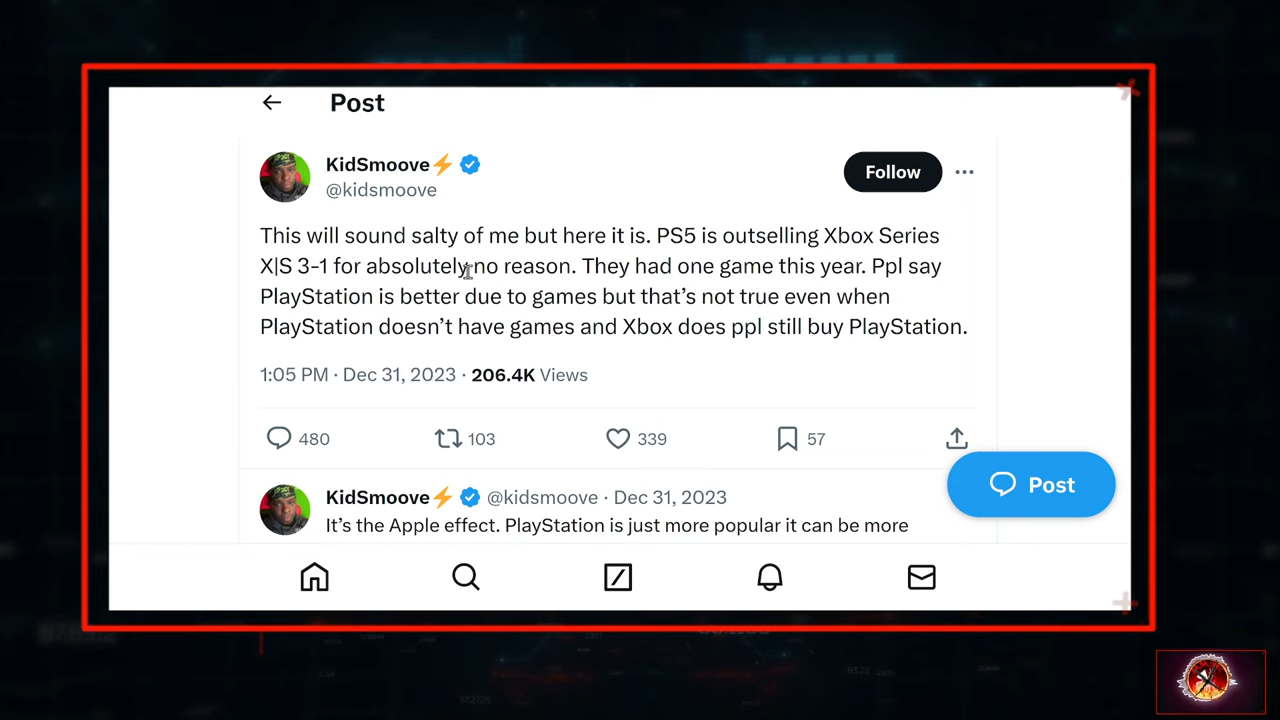 Post
KidSmoove⚡
@kidsmoove
Follow
This will sound salty of me but here it is. PS5 is outselling Xbox Series
X|S 3-1 for absolutely no reason. They had one game this year. Ppl say
PlayStation is better due to games but that's not true even when
PlayStation doesn't have games and Xbox does ppl still buy PlayStation.
1:05 PM · Dec 31, 2023 · 206.4K Views
480 103 339 57
Post
KidSmoove⚡ @kidsmoove · Dec 31, 2023
It's the Apple effect. PlayStation is just more popular it can be more